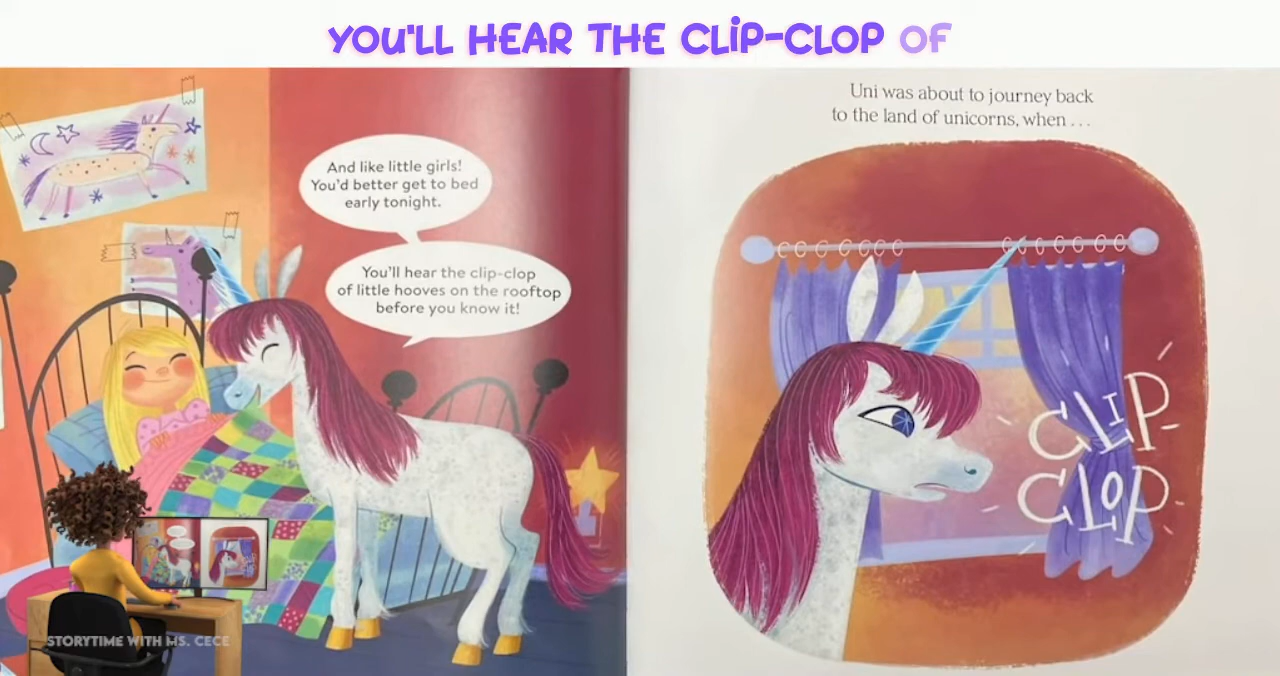 YOU'LL HEAR THE CLIP-CLOP OF
And like little girls!
You'd better get to bed
early tonight.
You'll hear the clip-clop
of little hooves on the rooftop
before you know it!
Uni was about to journey back
to the land of unicorns, when . . .
CLIP
CLOP
STORYTIME WITH MS. CECE